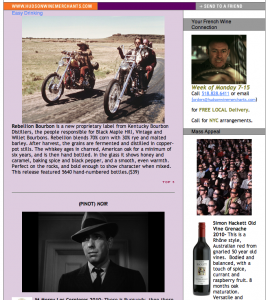 WWW.HUDSONWINEMERCHANTS.COM
> SEND TO A FRIEND
Easy Drinking
Rebellion Bourbon is a new proprietary label from Kentucky Bourbon
Distillers, the people responsible for Black Maple Hill, Vintage and
Willet Bourbons. Rebellion blends 70% corn with 30% rye and malted
barley. After harvest, the grains are fermented and distilled in copper-
pot stills. The whiskey ages in charred, American oak for a minimum of
six years, and is then hand bottled. In the glass it shows honey and
caramel, baking spice and black pepper, and a smooth, even warmth.
Perfect on the rocks, and bold enough to show character when mixed.
This release featured 5640 hand-numbered bottles.($39)
TOP ^
(PINOT) NOIR
Your French Wine
Connection
Week of Monday 7-15
Call 518.828.6411 or email
for FREE LOCAL Delivery.
Call for NYC arrangements.
Mass Appeal
Simon Hackett Old
Vine Grenache
2010- This is a
Rhône style,
Australian red from
gnarled 50 year old
vines. Bodied and
balanced, with a
touch of spice,
currant and
raspberry fruit. 8
months oak
maturation.
Versatile and